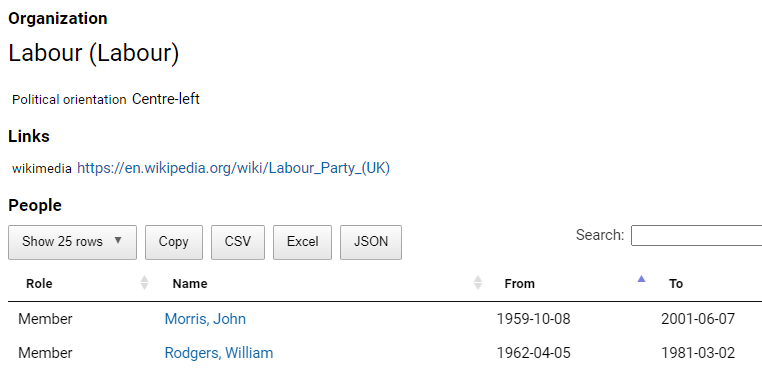 Organization
Labour (Labour)
Political orientation Centre-left
Links
wikimedia https://en.wikipedia.org/wiki/Labour_Party_(UK)
People
Show 25 rows ▼ Copy CSV Excel JSON Search:
Role Name From To
Member Morris, John 1959-10-08 2001-06-07
Member Rodgers, William 1962-04-05 1981-03-02